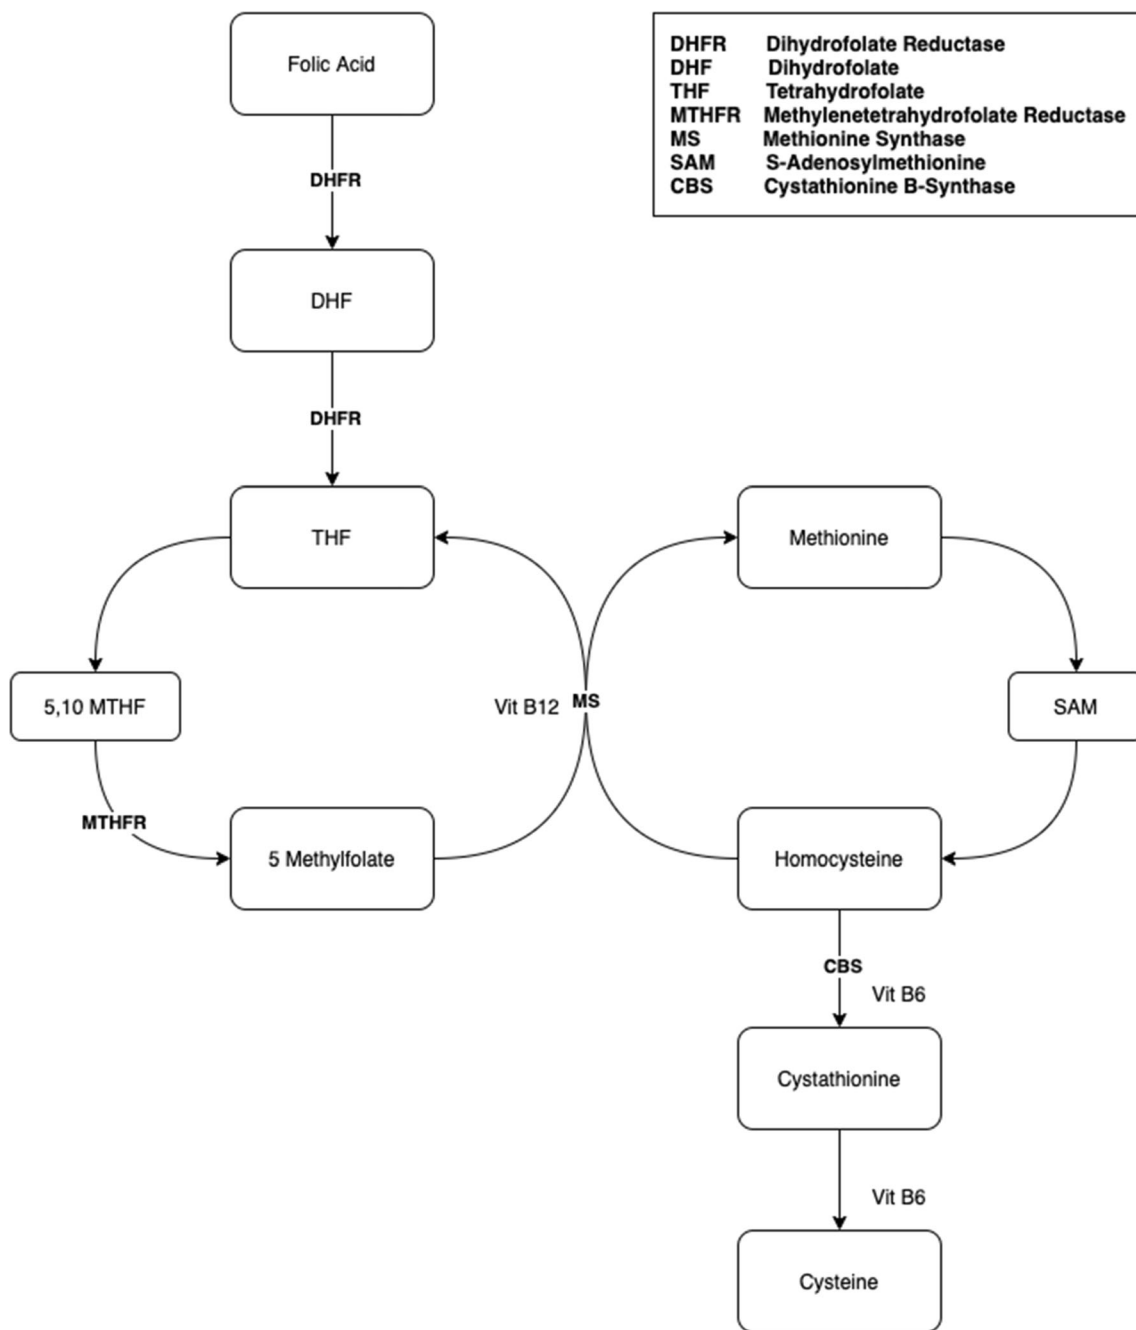 Folic Acid
DHFR Dihydrofolate Reductase
DHF Dihydrofolate
THF Tetrahydrofolate
MTHFR Methylenetetrahydrofolate Reductase
MS Methionine Synthase
SAM S-Adenosylmethionine
CBS Cystathionine B-Synthase
DHFR
DHF
DHFR
THF
Methionine
5,10 MTHF
Vit B12 MS
SAM
MTHFR
5 Methylfolate
Homocysteine
CBS
Vit B6
Cystathionine
Vit B6
Cysteine